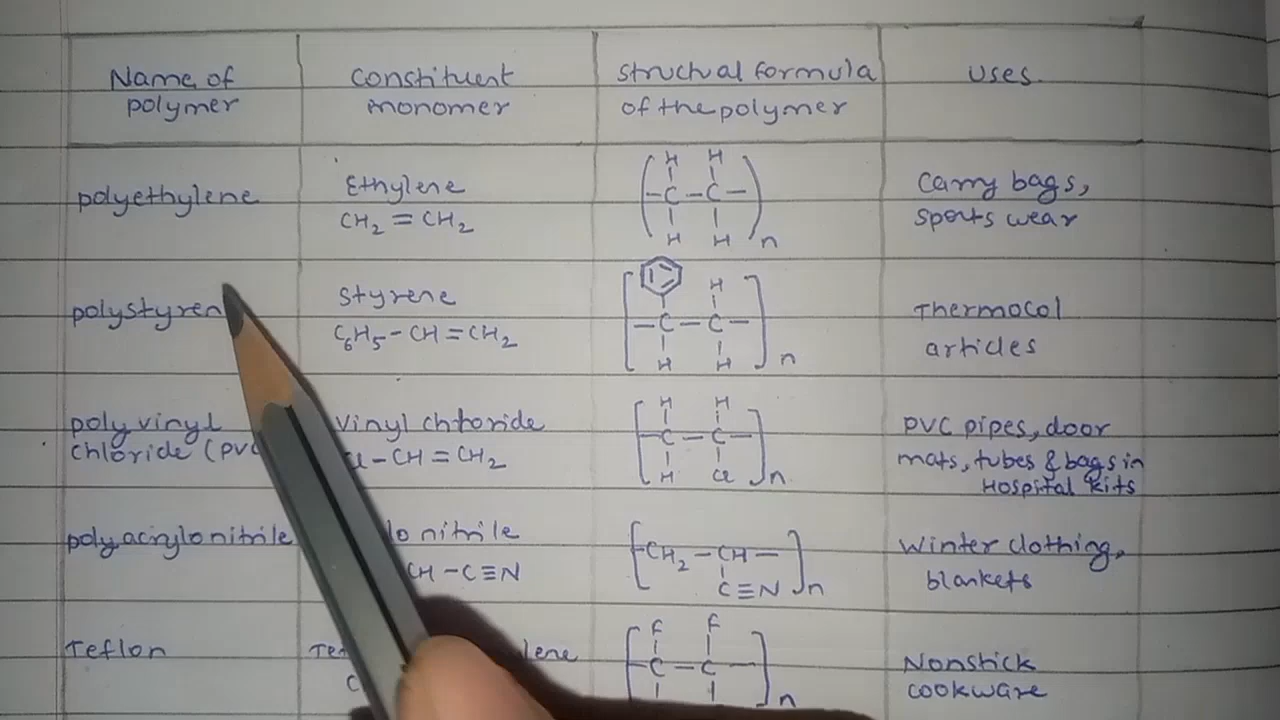 Name of polymer
Constituent monomer
Structual formula of the polymer
Uses
polyethylene
Ethylene
CH2 = CH2
H H
-C-C-
H H n
Carry bags,
sports wear
polystyren
Styrene
C6H5-CH=CH2
H
-C-C-
H H n
Thermocol
articles
poly vinyl
chloride (PVC
Vinyl chloride
-CH=CH2
H H
-C-C-
H Cl n
PVC pipes, door
mats, tubes & bags in
Hospital kits
polyacrylonitrile
lo nitrile
CH-C≡N
-CH2-CH-
C≡N n
Winter clothing,
blankets
Teflon
lene
F F
-C-C-
n
Nonstick
cookware